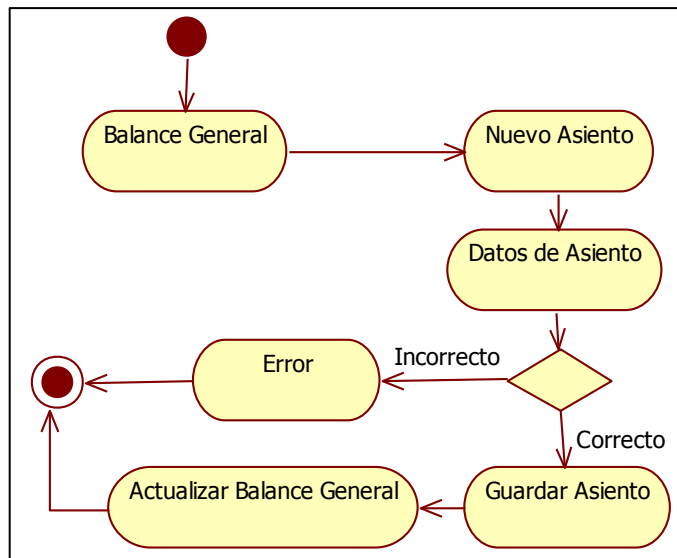 Balance General
Nuevo Asiento
Datos de Asiento
Incorrecto
Error
Correcto
Actualizar Balance General
Guardar Asiento